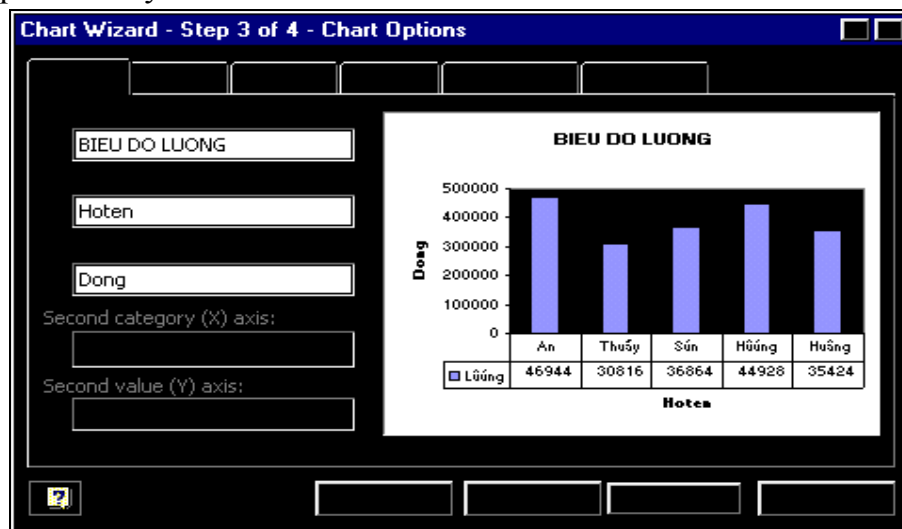 Chart Wizard - Step 3 of 4 - Chart Options
BIEU DO LUONG
Hoten
Dong
Second category (X) axis:
Second value (Y) axis:
BIEU DO LUONG
500000
400000
300000
200000
100000
0
Dong
An Thuấy Sún Hûúng Huâng
Lûúng 46944 30816 36864 44928 35424
Hoten